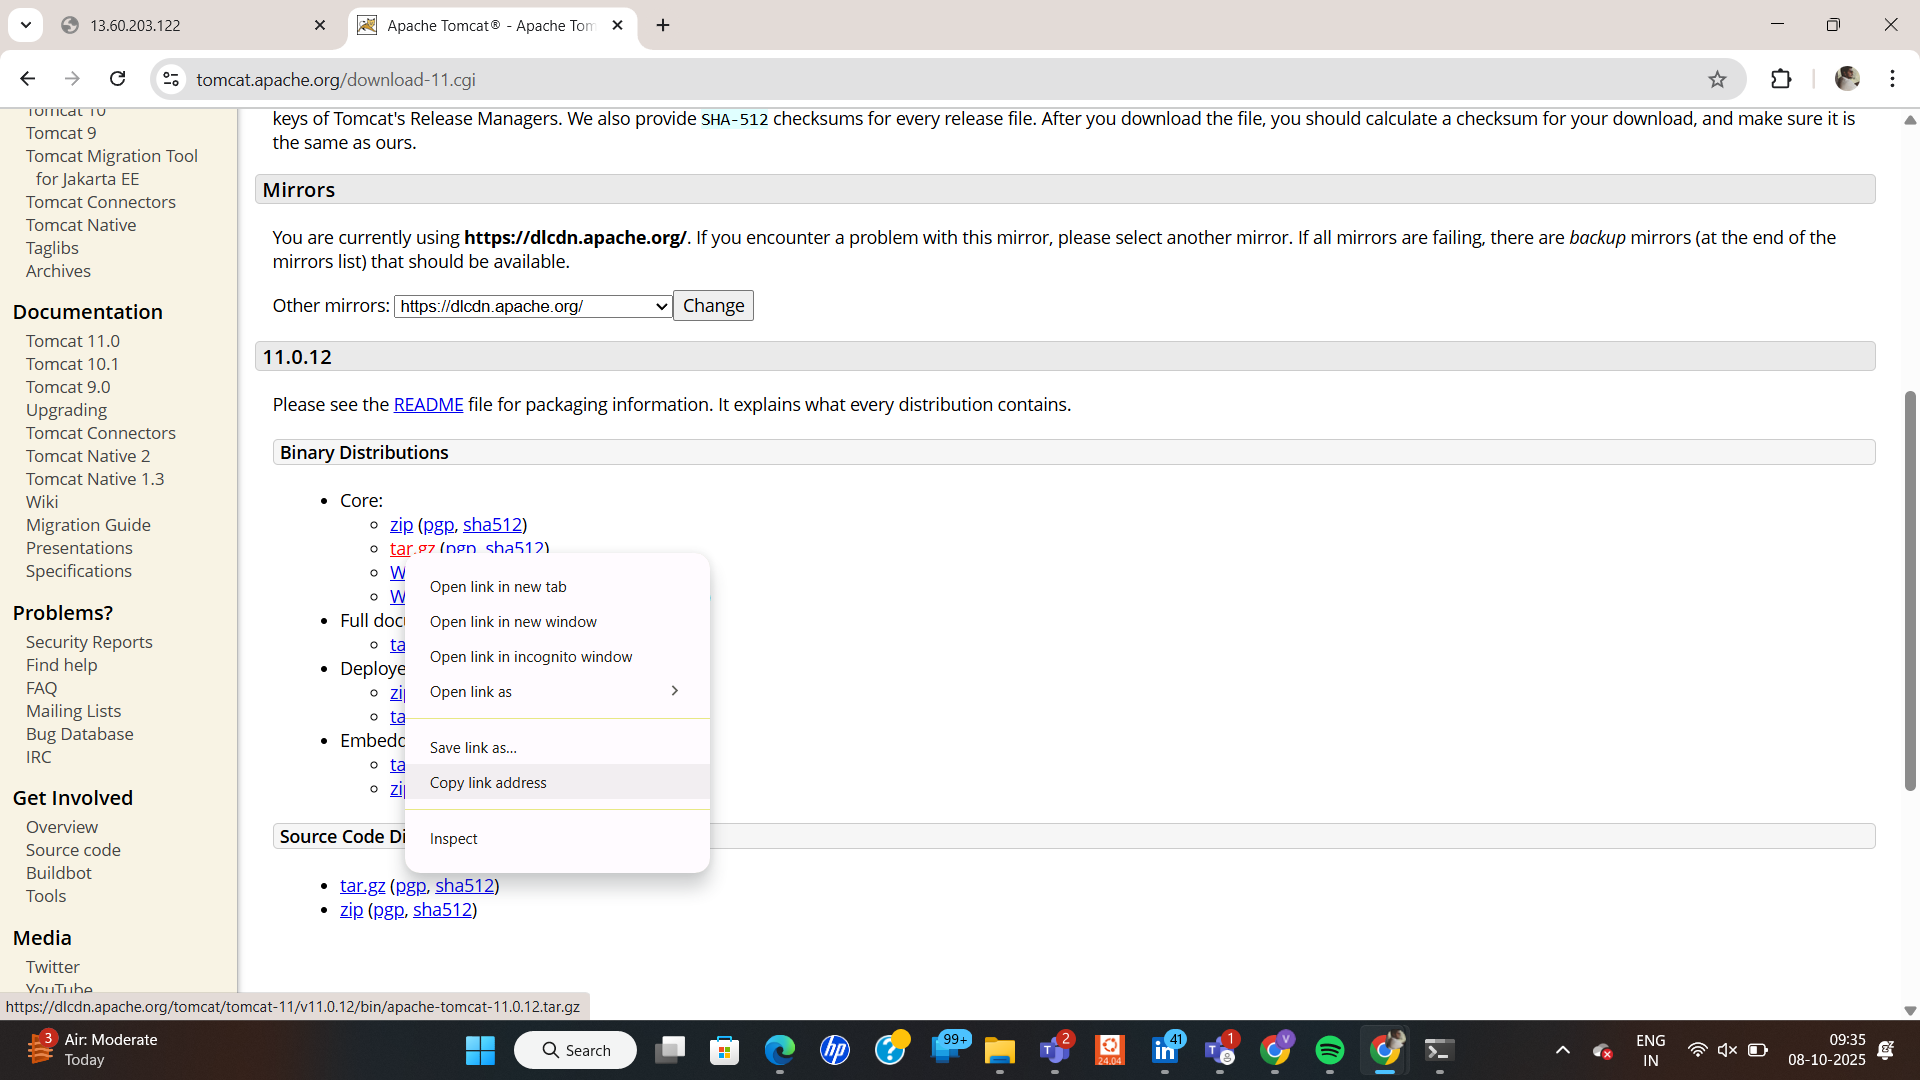 13.60.203.122
Apache Tomcat® - Apache Tom
tomcat.apache.org/download-11.cgi
Tomcat 10
Tomcat 9
Tomcat Migration Tool
for Jakarta EE
Tomcat Connectors
Tomcat Native
Taglibs
Archives
Documentation
Tomcat 11.0
Tomcat 10.1
Tomcat 9.0
Upgrading
Tomcat Connectors
Tomcat Native 2
Tomcat Native 1.3
Wiki
Migration Guide
Presentations
Specifications
Problems?
Security Reports
Find help
FAQ
Mailing Lists
Bug Database
IRC
Get Involved
Overview
Source code
Buildbot
Tools
Media
Twitter
YouTube
keys of Tomcat's Release Managers. We also provide SHA-512 checksums for every release file. After you download the file, you should calculate a checksum for your download, and make sure it is
the same as ours.
Mirrors
You are currently using https://dlcdn.apache.org/. If you encounter a problem with this mirror, please select another mirror. If all mirrors are failing, there are backup mirrors (at the end of the
mirrors list) that should be available.
Other mirrors: https://dlcdn.apache.org/ Change
11.0.12
Please see the README file for packaging information. It explains what every distribution contains.
Binary Distributions
Core:
zip (pgp, sha512)
tar.gz (pgp, sha512)
W
W
Full doc
ta
Deploye
zi
ta
Embedd
ta
zi
Open link in new tab
Open link in new window
Open link in incognito window
Open link as
Save link as...
Copy link address
Inspect
Source Code Di
tar.gz (pgp, sha512)
zip (pgp, sha512)
https://dlcdn.apache.org/tomcat/tomcat-11/v11.0.12/bin/apache-tomcat-11.0.12.tar.gz
3
Air: Moderate
Today
Search
hp
99+
2
24.04
in
41
1
V
ENG
IN
09:35
08-10-2025